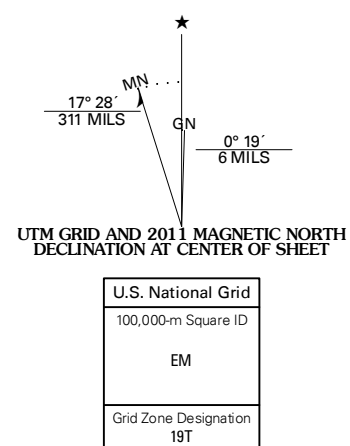 ★
MN
GN
17° 28´
311 MILS
0° 19´
6 MILS
UTM GRID AND 2011 MAGNETIC NORTH
DECLINATION AT CENTER OF SHEET
U.S. National Grid
100,000-m Square ID
EM
Grid Zone Designation
19T